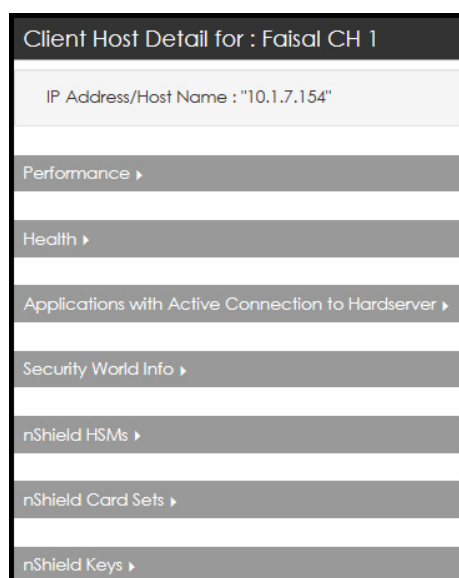 Client Host Detail for : Faisal CH 1
IP Address/Host Name : "10.1.7.154"
Performance
Health
Applications with Active Connection to Hardserver
Security World Info
nShield HSMs
nShield Card Sets
nShield Keys